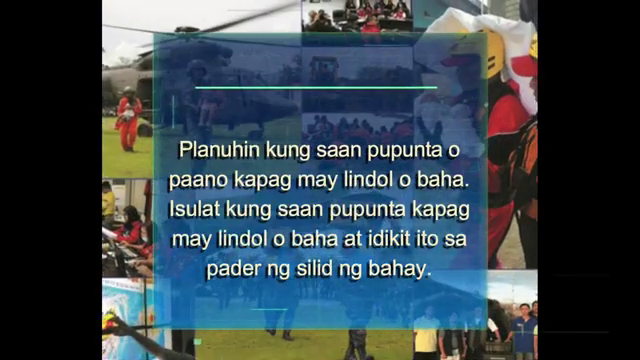 Planuhin kung saan pupunta o
paano kapag may lindol o baha.
Isulat kung saan pupunta kapag
may lindol o baha at idikit ito sa
pader ng silid ng bahay.